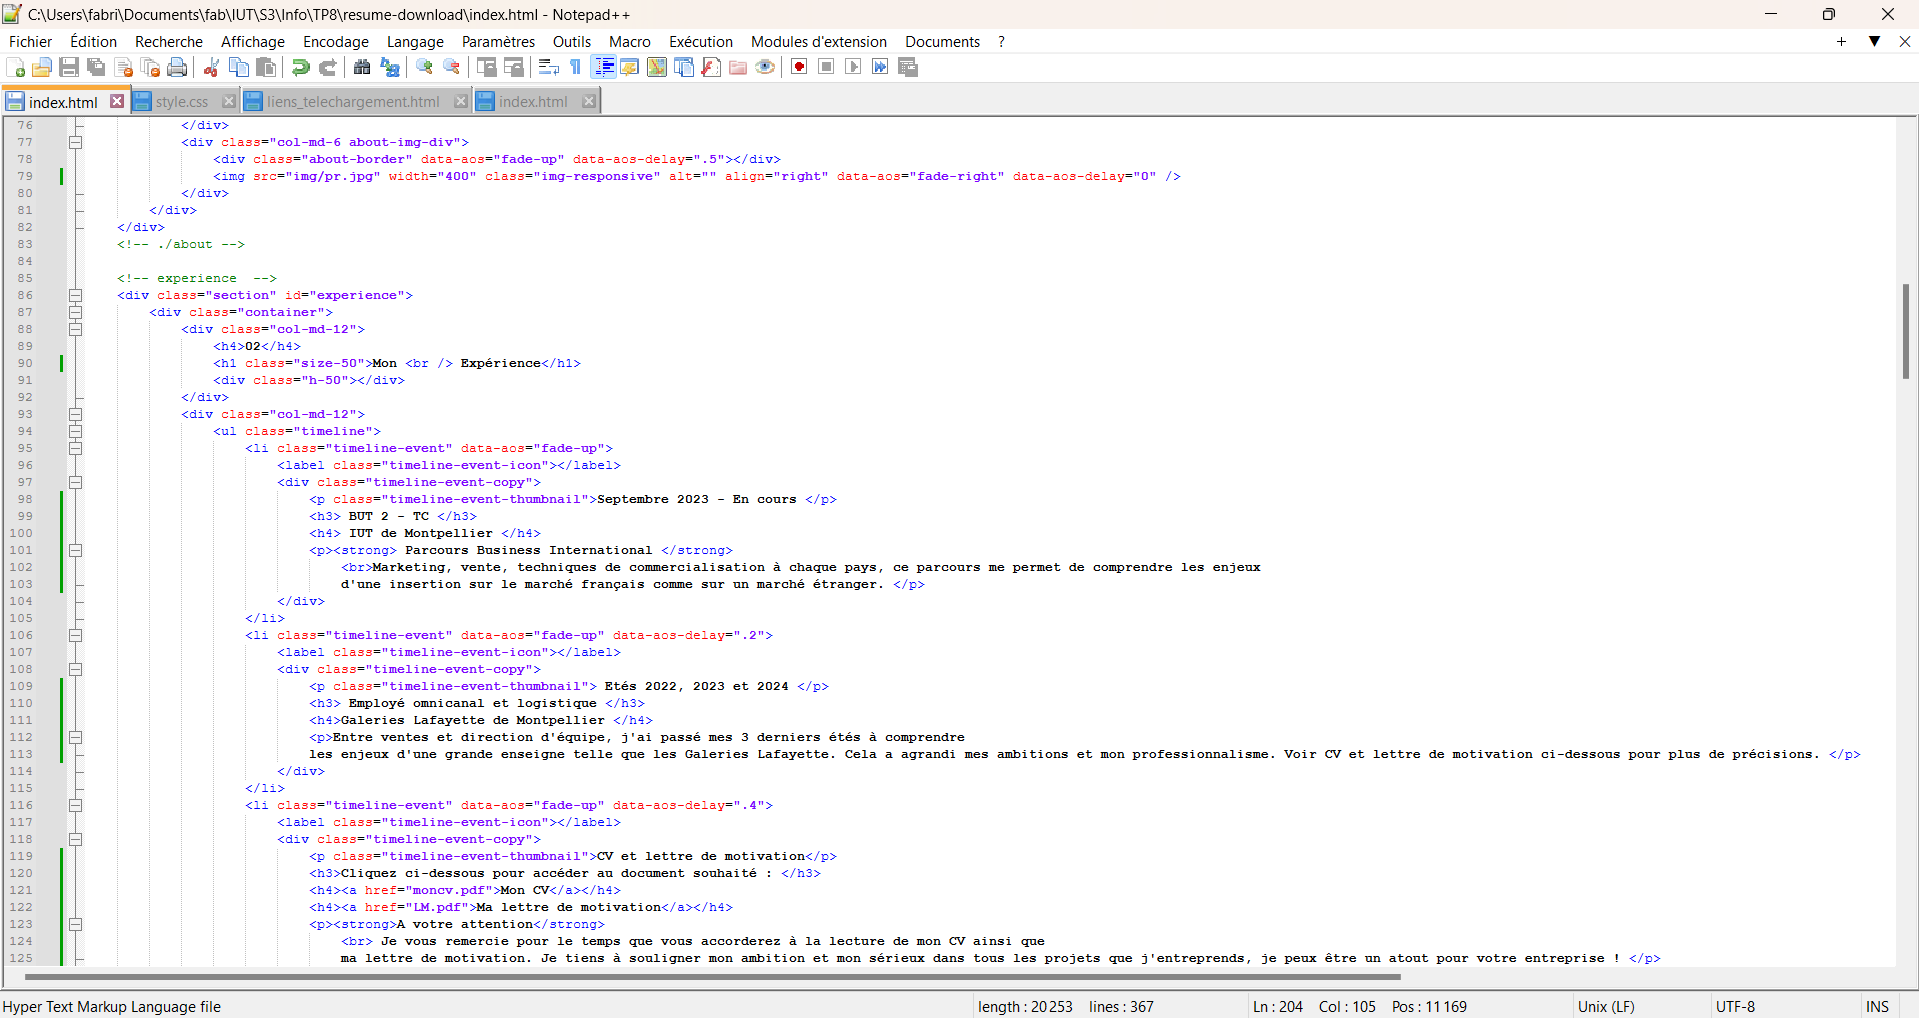 C:\Users\fabri\Documents\fab\IUT\S3\Info\TP8\resume-download\index.html - Notepad++
Fichier Édition Recherche Affichage Encodage Langage Paramètres Outils Macro Exécution Modules d'extension Documents ?
index.html style.css liens_telechargement.html index.html
76 </div>
77 <div class="col-md-6 about-img-div">
78 <div class="about-border" data-aos="fade-up" data-aos-delay=".5"></div>
79 <img src="img/pr.jpg" width="400" class="img-responsive" alt="" align="right" data-aos="fade-right" data-aos-delay="0" />
80 </div>
81 </div>
82 </div>
83 <!-- ./about -->
84
85 <!-- experience  -->
86 <div class="section" id="experience">
87 <div class="container">
88 <div class="col-md-12">
89 <h4>02</h4>
90 <h1 class="size-50">Mon <br /> Expérience</h1>
91 <div class="h-50"></div>
92 </div>
93 <div class="col-md-12">
94 <ul class="timeline">
95 <li class="timeline-event" data-aos="fade-up">
96 <label class="timeline-event-icon"></label>
97 <div class="timeline-event-copy">
98 <p class="timeline-event-thumbnail">Septembre 2023 - En cours </p>
99 <h3> BUT 2 - TC </h3>
100 <h4> IUT de Montpellier </h4>
101 <p><strong> Parcours Business International </strong>
102 <br>Marketing, vente, techniques de commercialisation à chaque pays, ce parcours me permet de comprendre les enjeux
103 d'une insertion sur le marché français comme sur un marché étranger. </p>
104 </div>
105 </li>
106 <li class="timeline-event" data-aos="fade-up" data-aos-delay=".2">
107 <label class="timeline-event-icon"></label>
108 <div class="timeline-event-copy">
109 <p class="timeline-event-thumbnail"> Etés 2022, 2023 et 2024 </p>
110 <h3> Employé omnicanal et logistique </h3>
111 <h4>Galeries Lafayette de Montpellier </h4>
112 <p>Entre ventes et direction d'équipe, j'ai passé mes 3 derniers étés à comprendre
113 les enjeux d'une grande enseigne telle que les Galeries Lafayette. Cela a agrandi mes ambitions et mon professionnalisme. Voir CV et lettre de motivation ci-dessous pour plus de précisions. </p>
114 </div>
115 </li>
116 <li class="timeline-event" data-aos="fade-up" data-aos-delay=".4">
117 <label class="timeline-event-icon"></label>
118 <div class="timeline-event-copy">
119 <p class="timeline-event-thumbnail">CV et lettre de motivation</p>
120 <h3>Cliquez ci-dessous pour accéder au document souhaité : </h3>
121 <h4><a href="moncv.pdf">Mon CV</a></h4>
122 <h4><a href="LM.pdf">Ma lettre de motivation</a></h4>
123 <p><strong>A votre attention</strong>
124 <br> Je vous remercie pour le temps que vous accorderez à la lecture de mon CV ainsi que
125 ma lettre de motivation. Je tiens à souligner mon ambition et mon sérieux dans tous les projets que j'entreprends, je peux être un atout pour votre entreprise ! </p>
Hyper Text Markup Language file length : 20 253 lines : 367 Ln : 204 Col : 105 Pos : 11 169 Unix (LF) UTF-8 INS